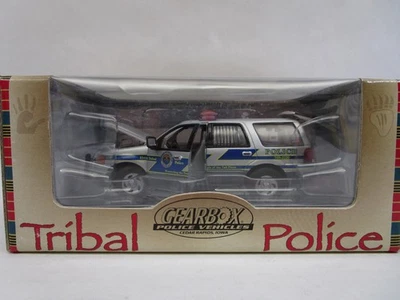 POLICE
GEARBOX
POLICE VEHICLES
CEDAR RAPIDS, IOWA
Tribal Police